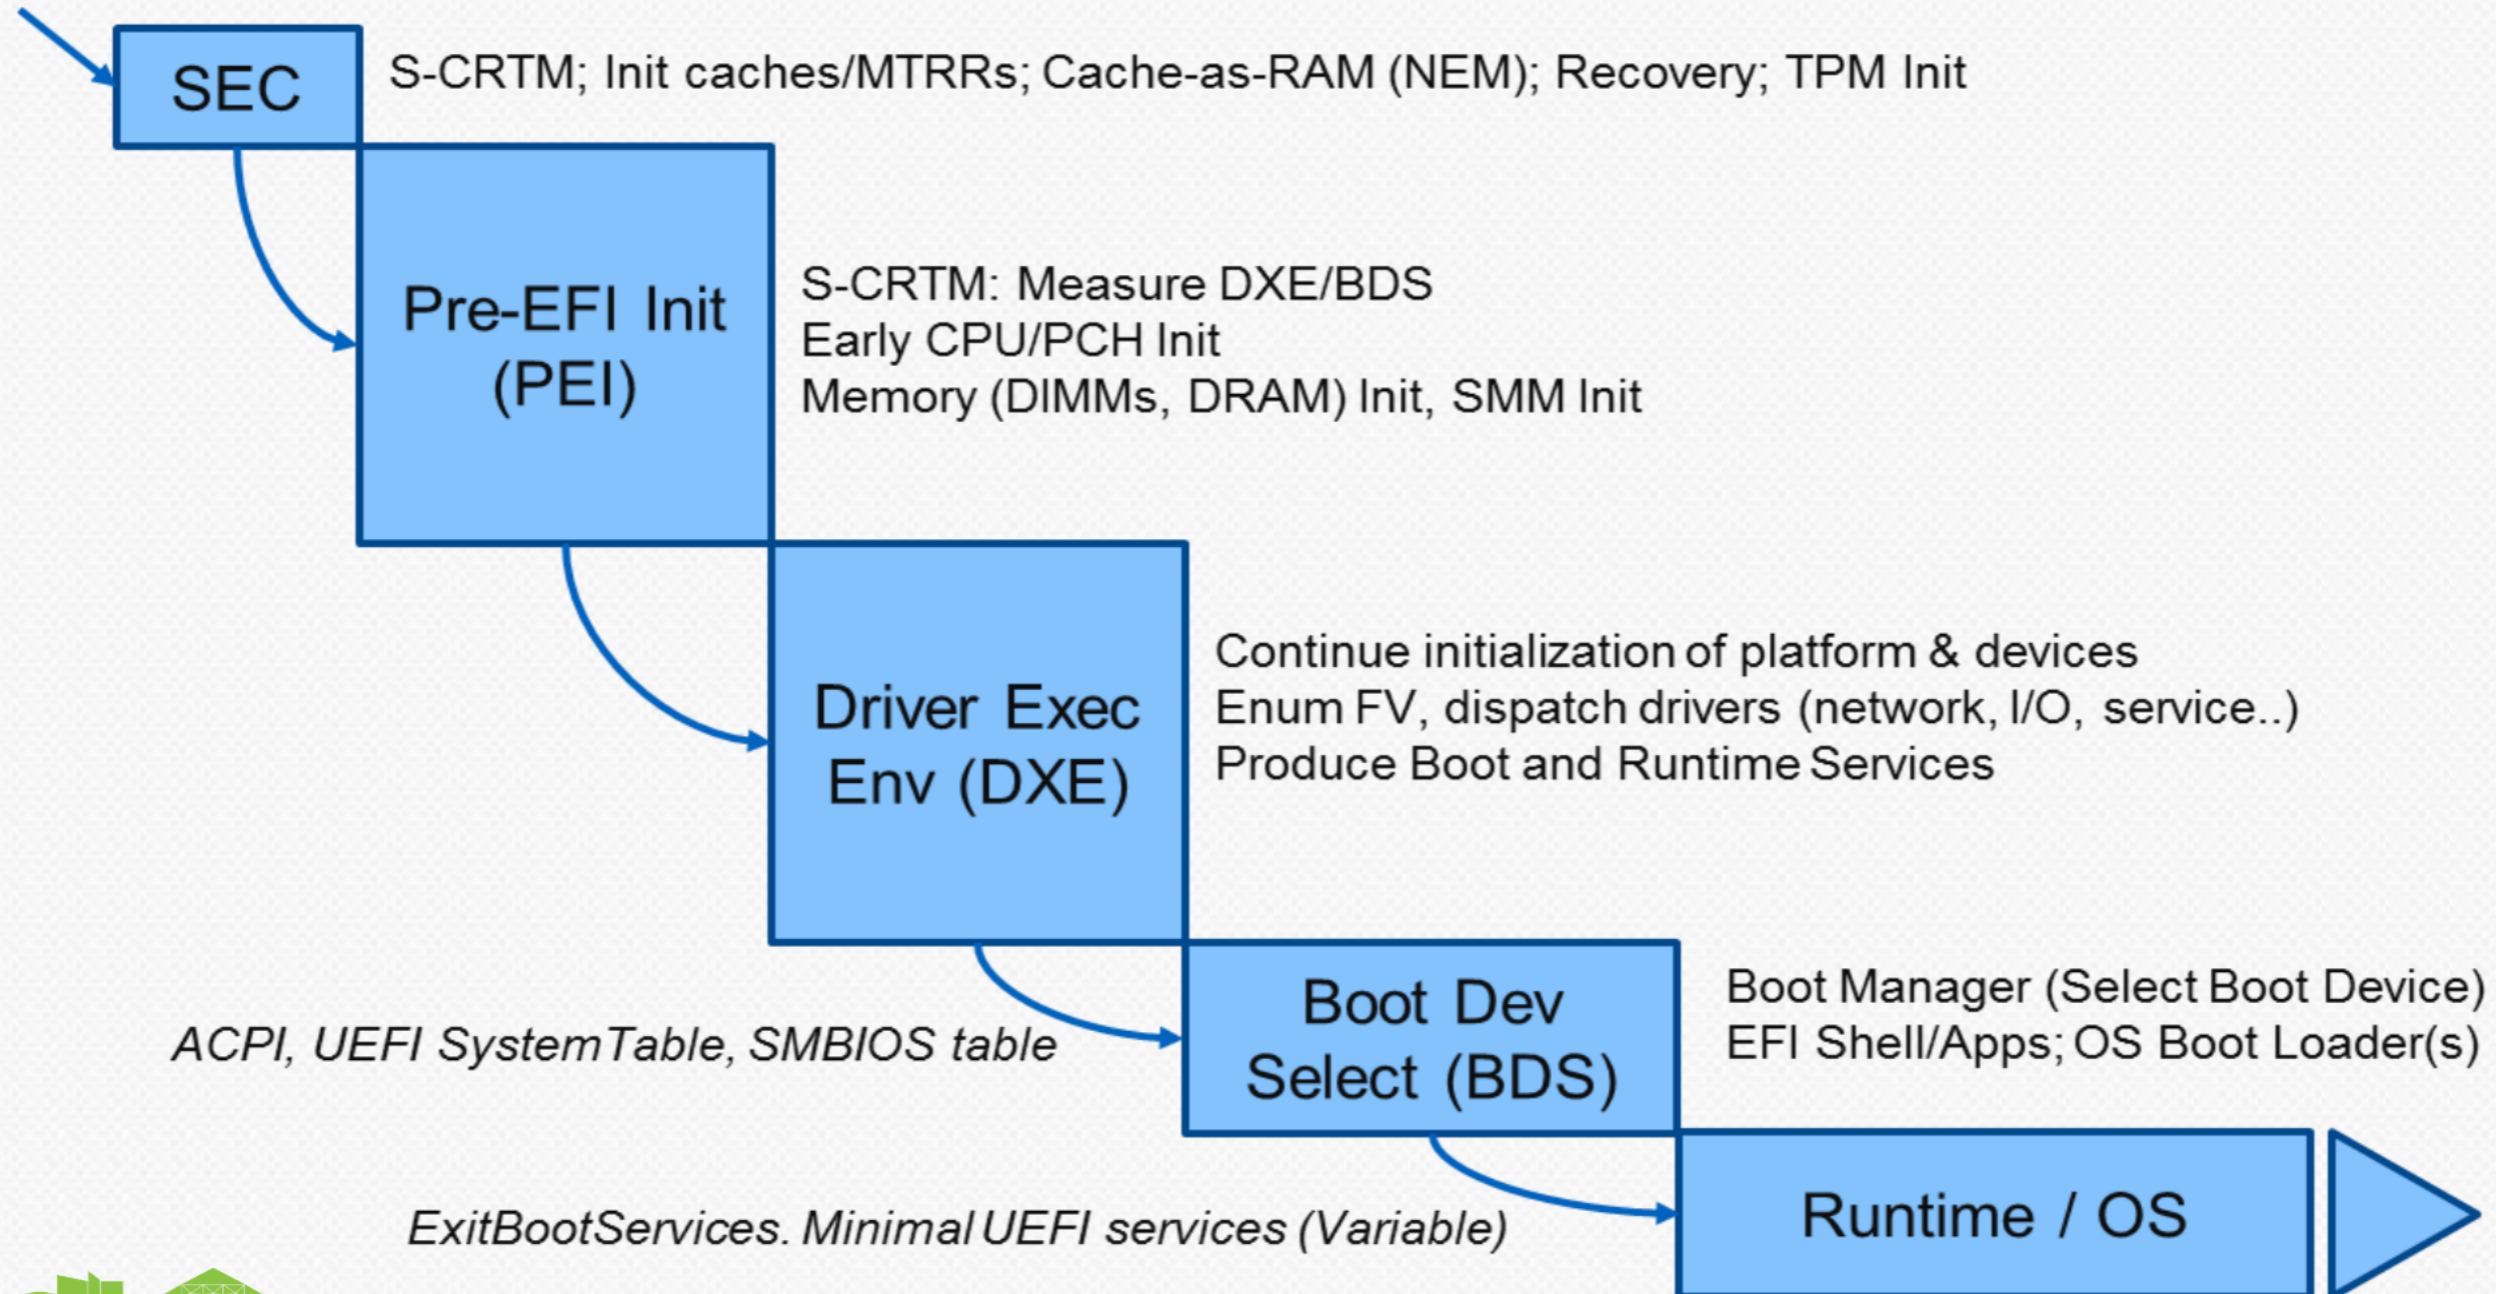 SEC
S-CRTM; Init caches/MTRRs; Cache-as-RAM (NEM); Recovery; TPM Init
Pre-EFI Init
(PEI)
S-CRTM: Measure DXE/BDS
Early CPU/PCH Init
Memory (DIMMs, DRAM) Init, SMM Init
Driver Exec
Env (DXE)
Continue initialization of platform & devices
Enum FV, dispatch drivers (network, I/O, service..)
Produce Boot and Runtime Services
Boot Dev
Select (BDS)
Boot Manager (Select Boot Device)
EFI Shell/Apps; OS Boot Loader(s)
ACPI, UEFI SystemTable, SMBIOS table
ExitBootServices. Minimal UEFI services (Variable)
Runtime / OS